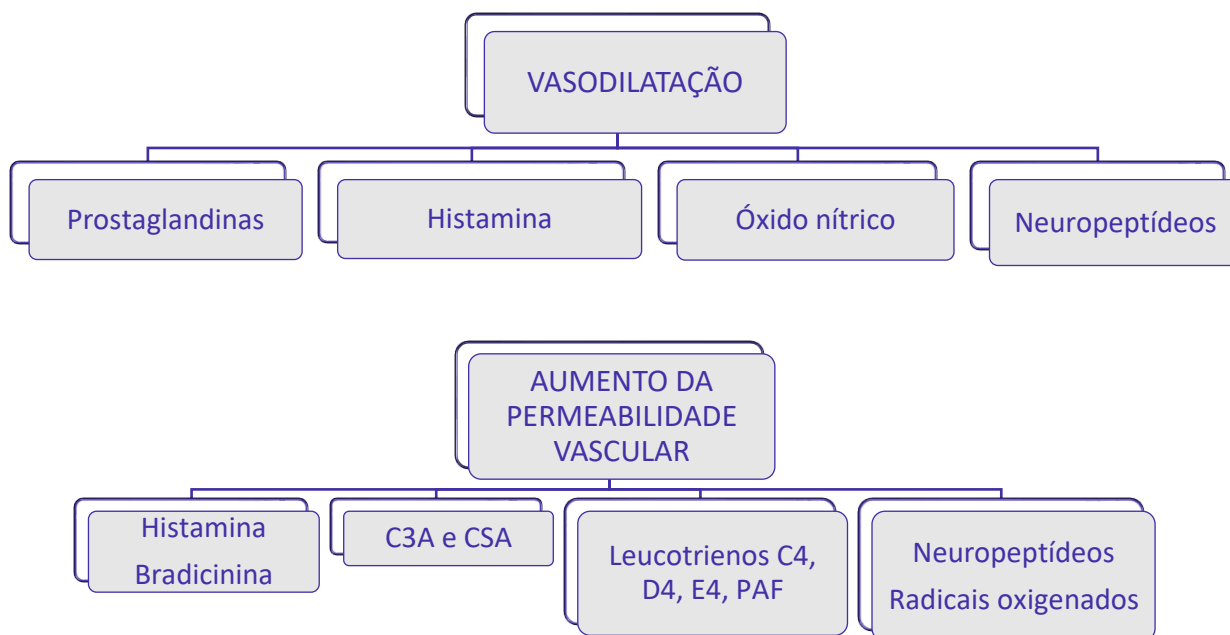 VASODILATAÇÃO
Prostaglandinas
Histamina
Óxido nítrico
Neuropeptídeos
AUMENTO DA
PERMEABILIDADE
VASCULAR
Histamina
Bradicinina
C3A e CSA
Leucotrienos C4,
D4, E4, PAF
Neuropeptídeos
Radicais oxigenados